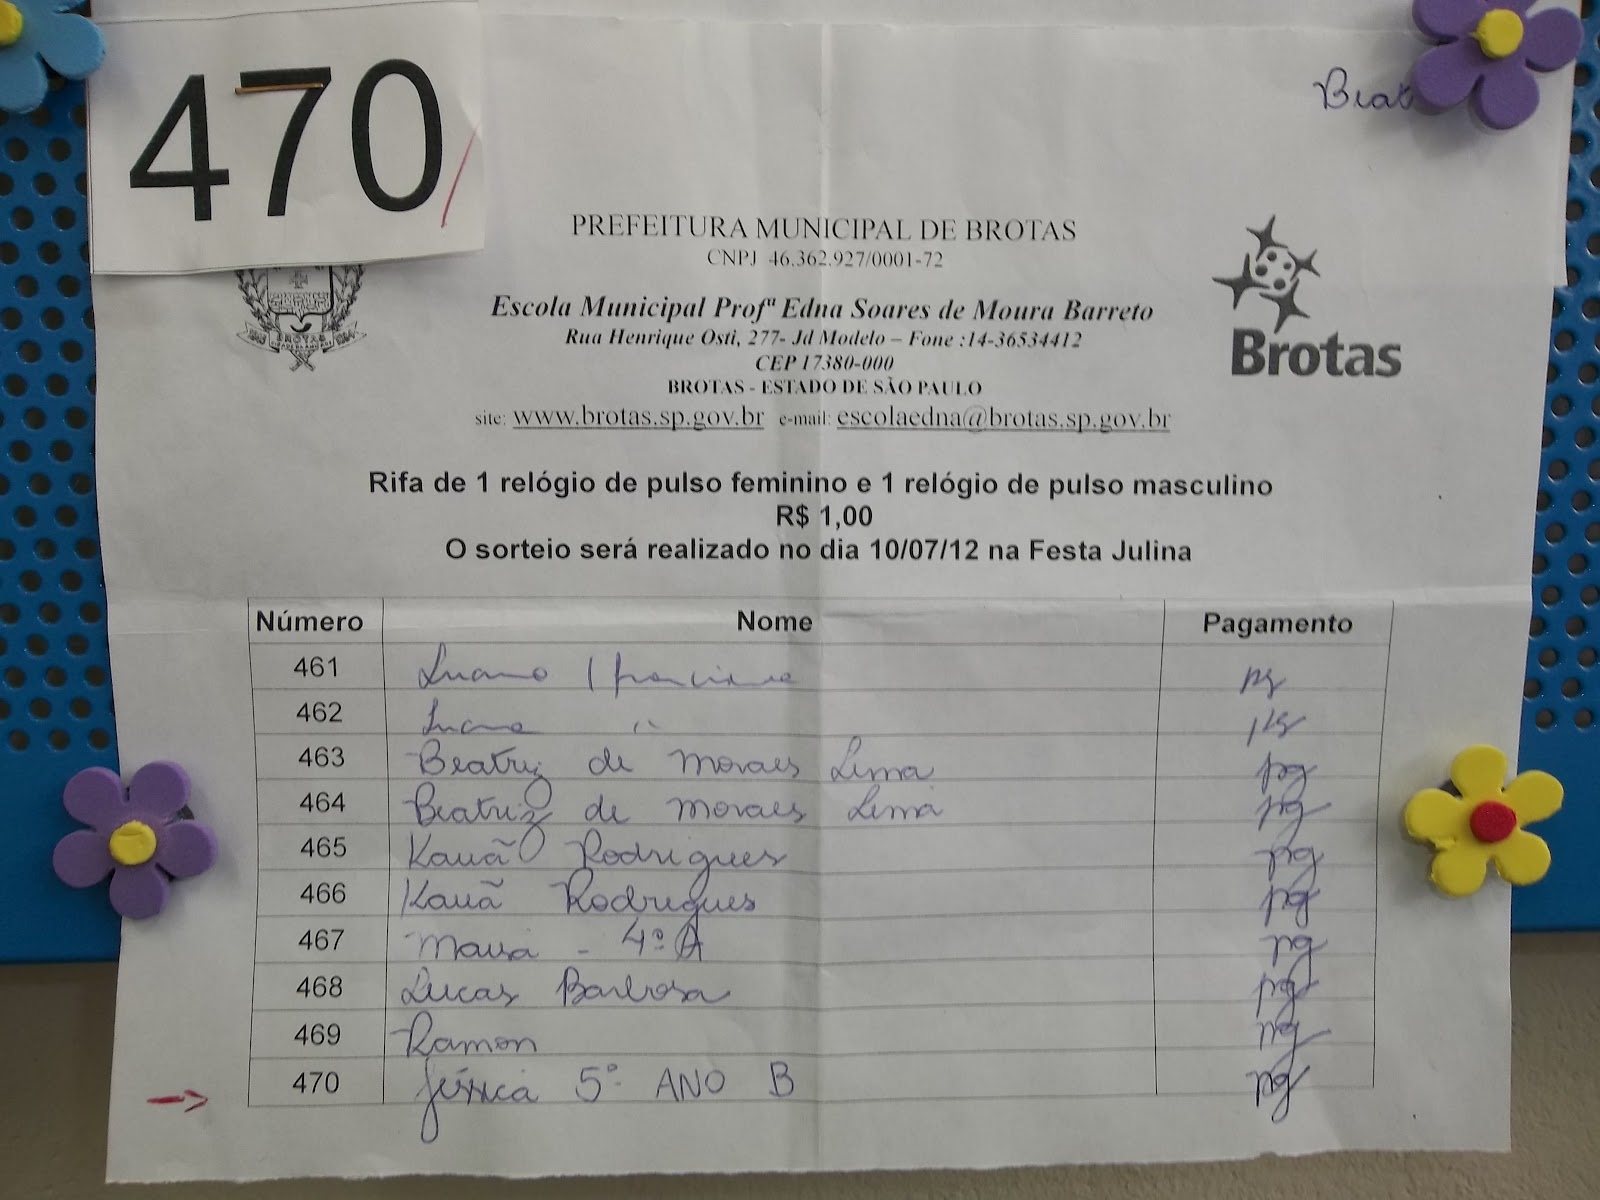 470
Beat
PREFEITURA MUNICIPAL DE BROTAS
CNPJ 46.362.927/0001-72
Escola Municipal Profª Edna Soares de Moura Barreto
Rua Henrique Osti, 277- Jd Modelo – Fone :14-36534412
CEP 17380-000
BROTAS - ESTADO DE SÃO PAULO
site: www.brotas.sp.gov.br e-mail: escolaedna@brotas.sp.gov.br
BROTAS
Brotas
Rifa de 1 relógio de pulso feminino e 1 relógio de pulso masculino
R$ 1,00
O sorteio será realizado no dia 10/07/12 na Festa Julina
Número Nome Pagamento
461 pg
462 pg
463 Beatriz de Moraes Lima pg
464 Beatriz de Moraes Lima pg
465 Kauã Rodrigues pg
466 Kauã Rodrigues pg
467 - 4º A pg
468 Lucas Barbosa pg
469 Ramon pg
470 Jéssica 5º ANO B pg